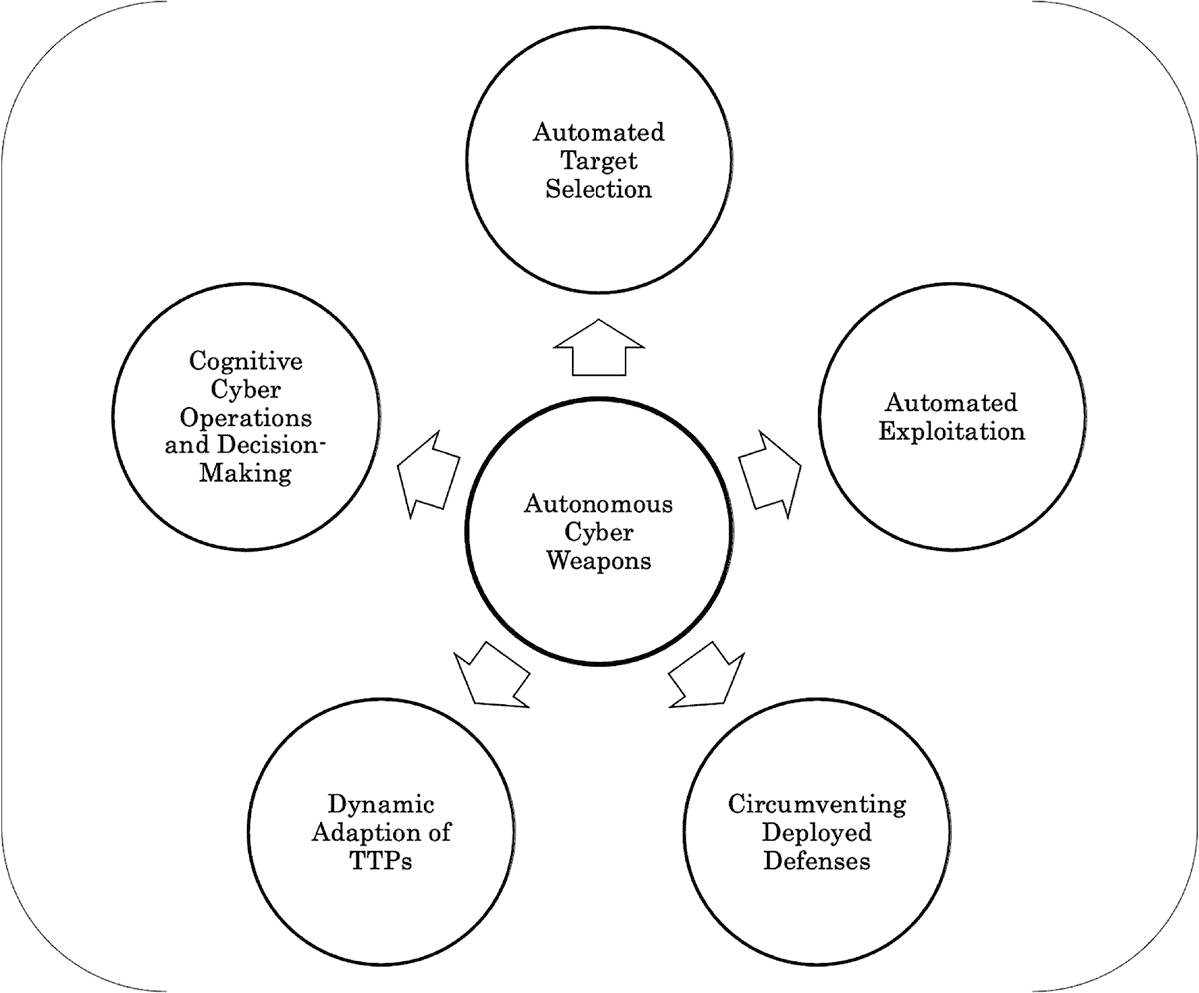 Automated
Target
Selection
Cognitive
Cyber
Operations
and Decision-
Making
Automated
Exploitation
Autonomous
Cyber
Weapons
Dynamic
Adaption of
TTPs
Circumventing
Deployed
Defenses